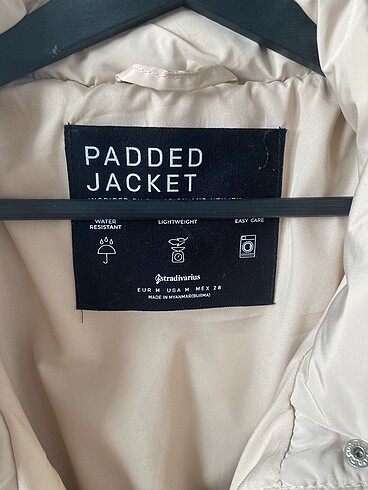 PADDED
JACKET
WATER
RESISTANT
LIGHTWEIGHT
EASY CARE
stradivarius
EUR M USA M MEX 28
MADE IN MYANMAR(BURMA)